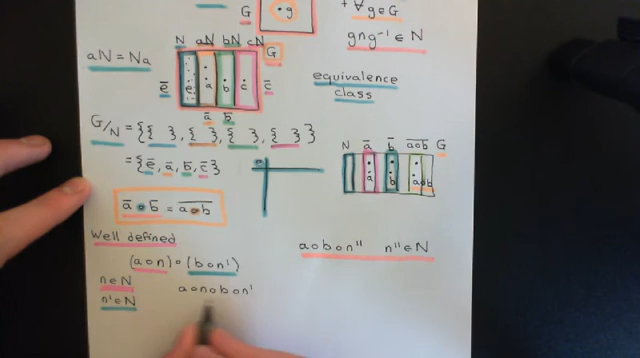 G
g
+ ∀g∈G
gng⁻¹ ∈ N
N aN bN cN
G
aN = Na
e a b c
ē c̄
ā b̄
equivalence
class
G/N = {{ }, { }, { }, { }}
= {ē, ā, b̄, c̄}
N ā b̄ a∘b̅ G
a b a∘b
ā ∘ b̄ = a∘b̅
Well defined
(a∘n)∘(b∘n')
a∘b∘n'' n''∈N
n∈N
a∘n∘b∘n'
n'∈N